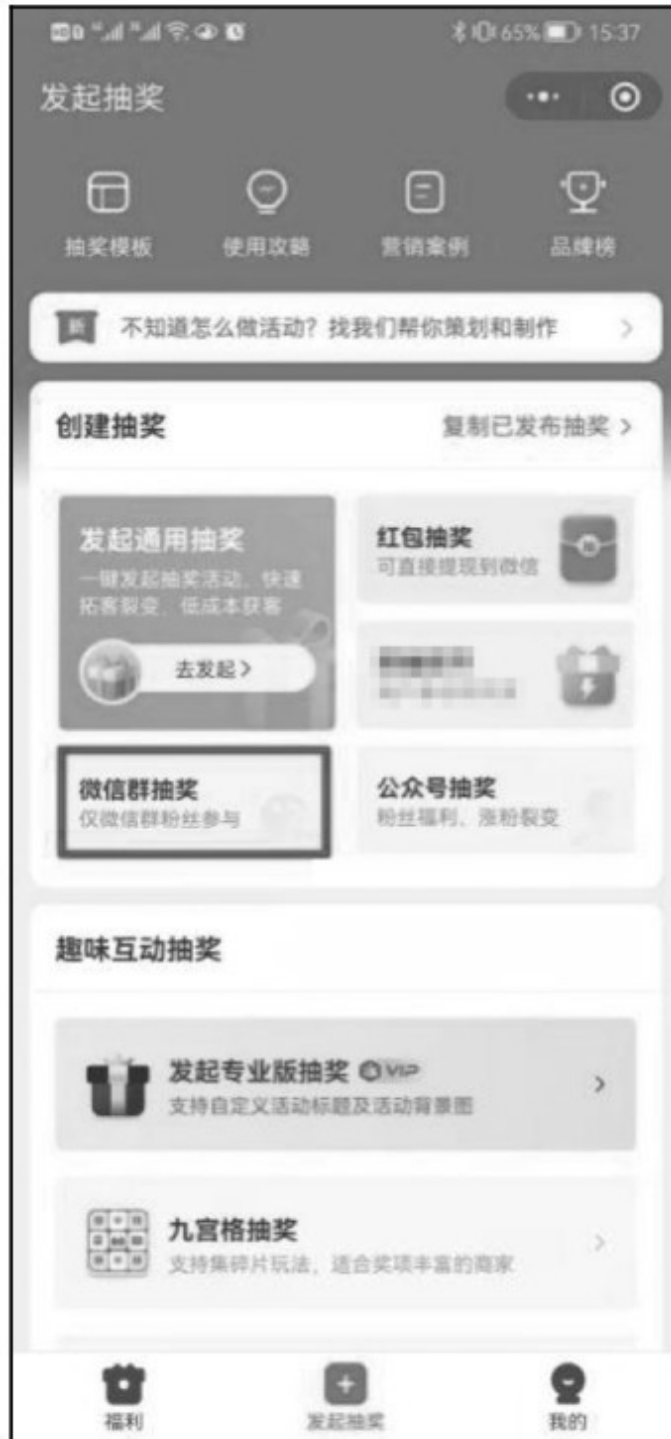 65% 15:37
发起抽奖
抽奖模板 使用攻略 营销案例 品牌榜
新 不知道怎么做活动?找我们帮你策划和制作
创建抽奖 复制已发布抽奖
发起通用抽奖
一键发起抽奖活动,快速
拓客裂变,低成本获客
去发起
红包抽奖
可直接提现到微信
微信群抽奖
仅微信群粉丝参与
公众号抽奖
粉丝福利、涨粉裂变
趣味互动抽奖
发起专业版抽奖 VIP
支持自定义活动标题及活动背景图
九宫格抽奖
支持集碎片玩法,适合奖项丰富的商家
福利 发起抽奖 我的